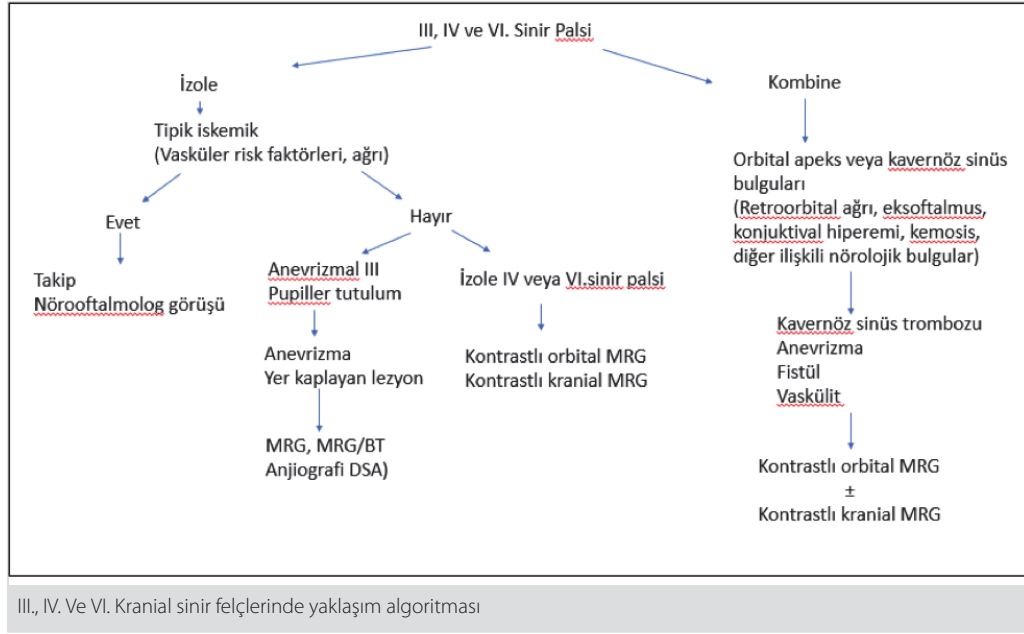 III, IV ve VI. Sinir Palsi
İzole
Tipik iskemik
(Vasküler risk faktörleri, ağrı)
Evet
Takip
Nörooftalmolog görüşü
Hayır
Anevrizmal III
Pupiller tutulum
Anevrizma
Yer kaplayan lezyon
MRG, MRG/BT
Anjiografi DSA)
İzole IV veya VI.sinir palsi
Kontrastlı orbital MRG
Kontrastlı kranial MRG
Kombine
Orbital apeks veya kavernöz sinüs
bulguları
(Retroorbital ağrı, eksoftalmus,
konjuktival hiperemi, kemosis,
diğer ilişkili nörolojik bulgular)
Kavernöz sinüs trombozu
Anevrizma
Fistül
Vaskülit
Kontrastlı orbital MRG
±
Kontrastlı kranial MRG
III., IV. Ve VI. Kranial sinir felçlerinde yaklaşım algoritması